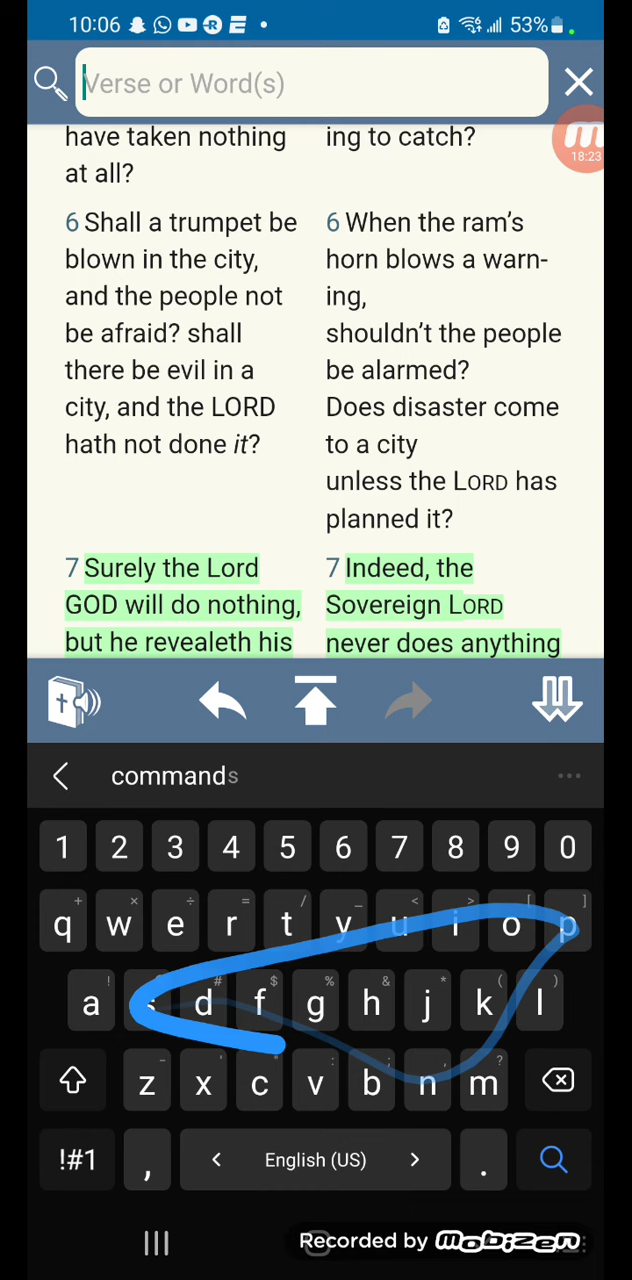 10:06 53%
Verse or Word(s)
18:23
have taken nothing
at all?
6 Shall a trumpet be
blown in the city,
and the people not
be afraid? shall
there be evil in a
city, and the LORD
hath not done it?
7 Surely the Lord
GOD will do nothing,
but he revealeth his
ing to catch?
6 When the ram’s
horn blows a warn-
ing,
shouldn’t the people
be alarmed?
Does disaster come
to a city
unless the LORD has
planned it?
7 Indeed, the
Sovereign LORD
never does anything
commands
1 2 3 4 5 6 7 8 9 0
q w e r t y u i o p
a s d f g h j k l
z x c v b n m
!#1 , < English (US) > .
Recorded by mobizen